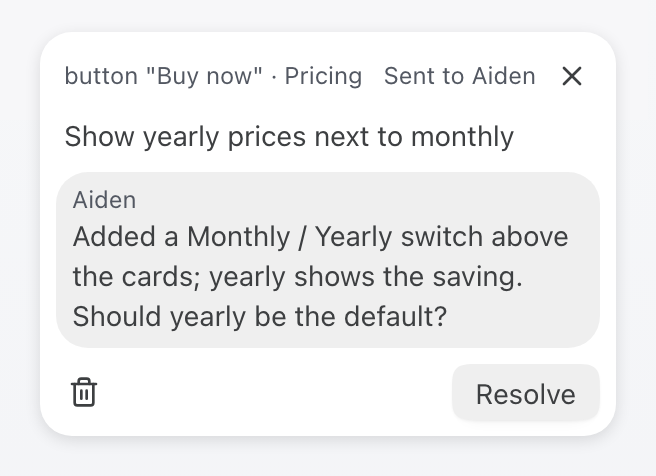 button "Buy now" · Pricing Sent to Aiden
Show yearly prices next to monthly
Aiden
Added a Monthly / Yearly switch above
the cards; yearly shows the saving.
Should yearly be the default?
Resolve